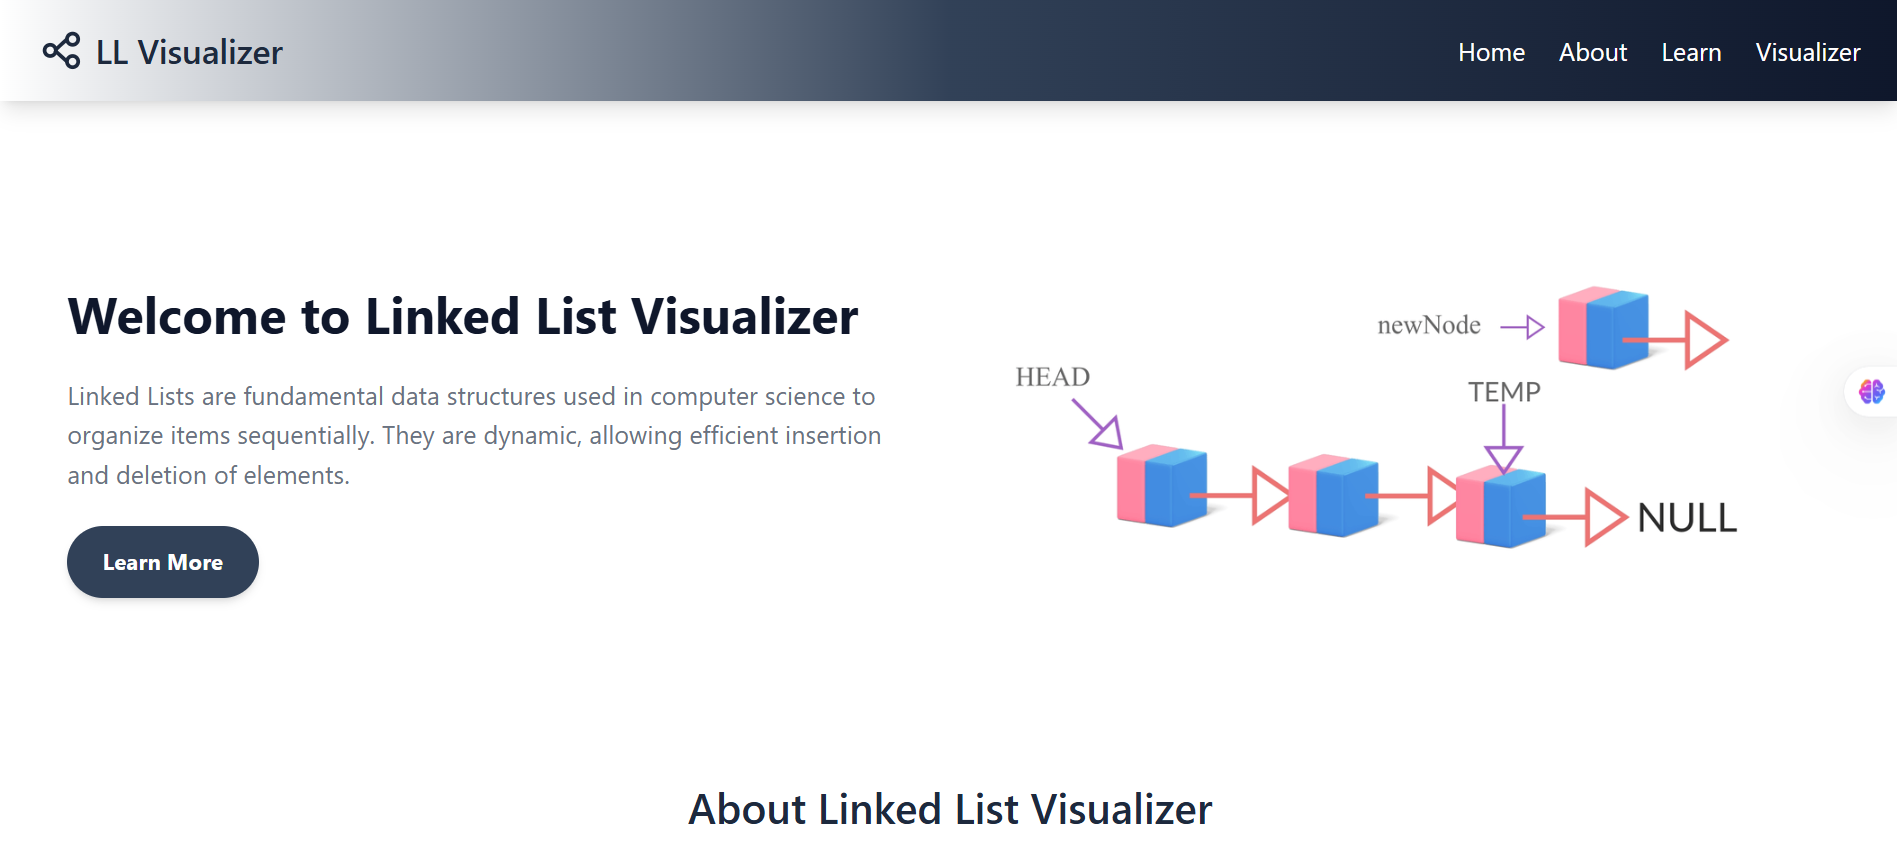 LL Visualizer
Home
About
Learn
Visualizer
Welcome to Linked List Visualizer
Linked Lists are fundamental data structures used in computer science to
organize items sequentially. They are dynamic, allowing efficient insertion
and deletion of elements.
Learn More
newNode
HEAD
TEMP
NULL
About Linked List Visualizer